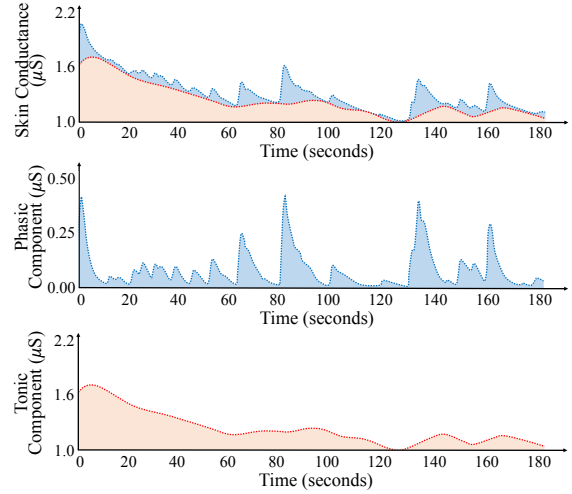 Skin Conductance
(μS)
2.2
1.6
1.0
0 20 40 60 80 100 120 140 160 180
Time (seconds)
Phasic
Component (μS)
0.50
0.25
0.00
0 20 40 60 80 100 120 140 160 180
Time (seconds)
Tonic
Component (μS)
2.2
1.6
1.0
0 20 40 60 80 100 120 140 160 180
Time (seconds)